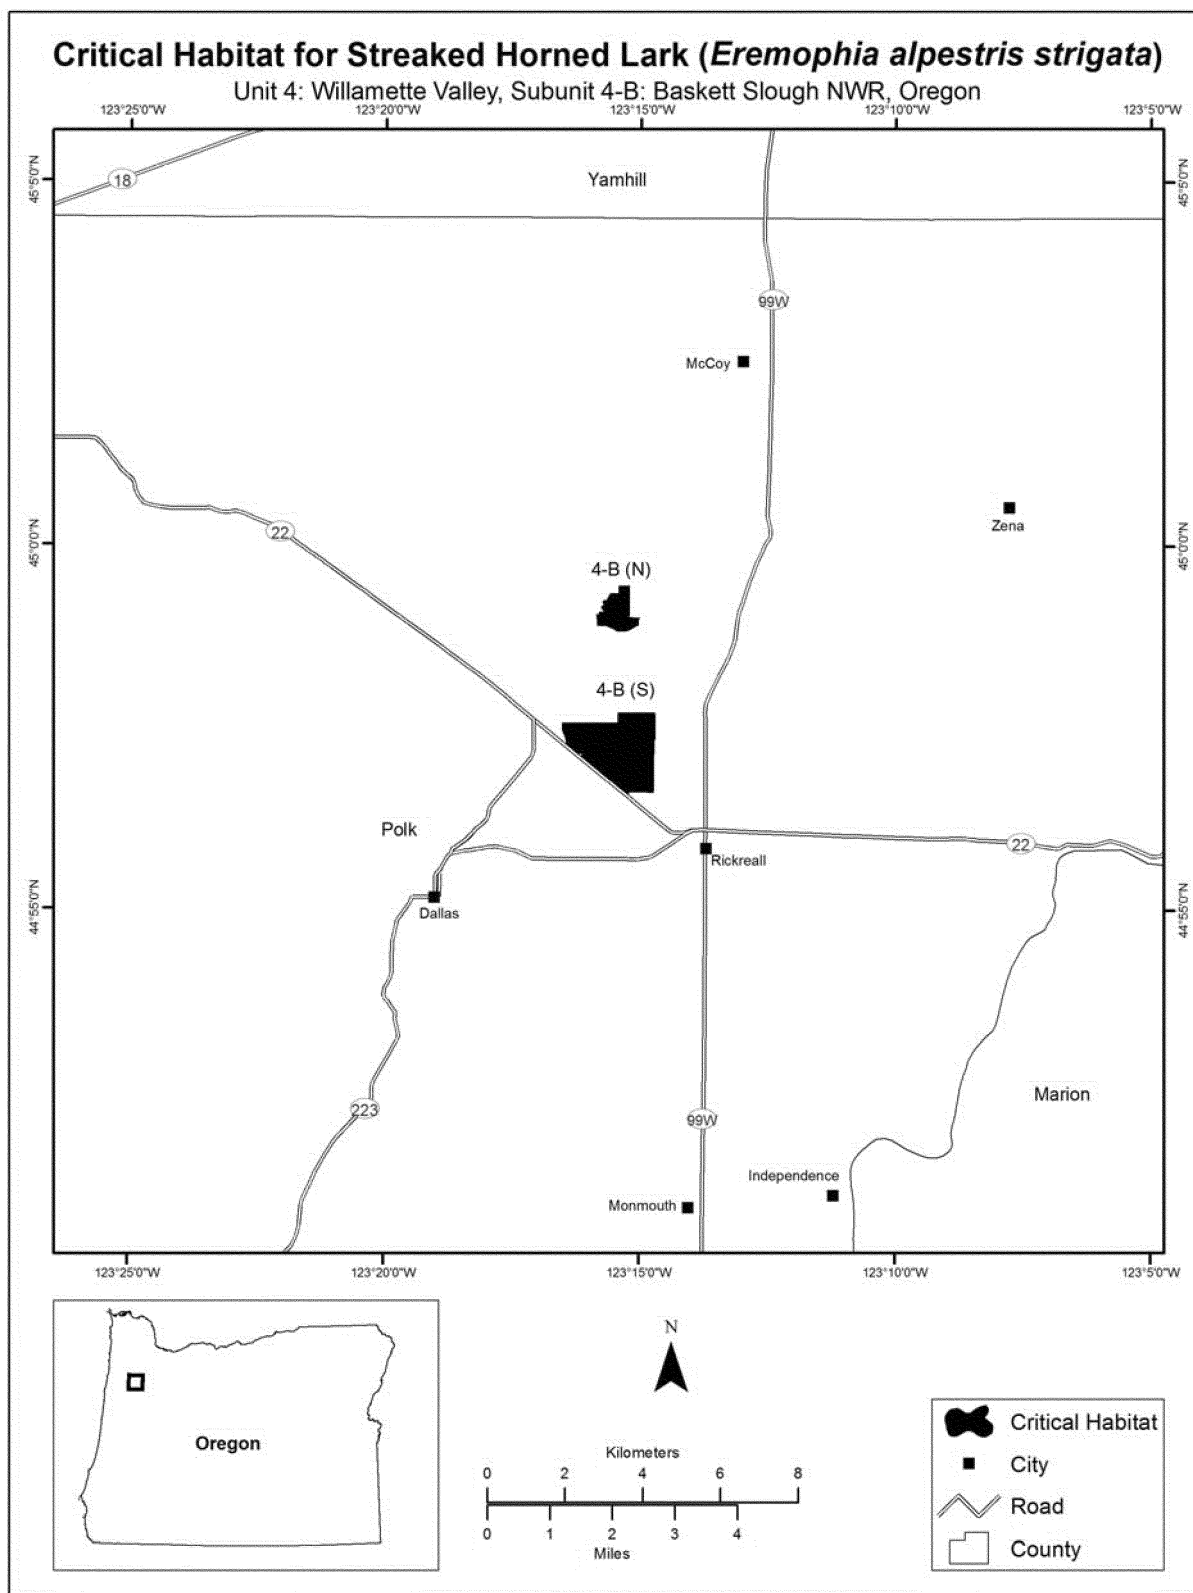 Critical Habitat for Streaked Horned Lark (Eremophia alpestris strigata)
Unit 4: Willamette Valley, Subunit 4-B: Baskett Slough NWR, Oregon
123°25'0"W 123°20'0"W 123°15'0"W 123°10'0"W 123°5'0"W
45°5'0"N
45°5'0"N
18
Yamhill
99W
McCoy
Zena
22
45°0'0"N
45°0'0"N
4-B (N)
4-B (S)
Polk
22
Rickreall
Dallas
44°55'0"N
44°55'0"N
Marion
223
99W
Independence
Monmouth
123°25'0"W 123°20'0"W 123°15'0"W 123°10'0"W 123°5'0"W
Oregon
N
Kilometers
0 2 4 6 8
0 1 2 3 4
Miles
Critical Habitat
City
Road
County